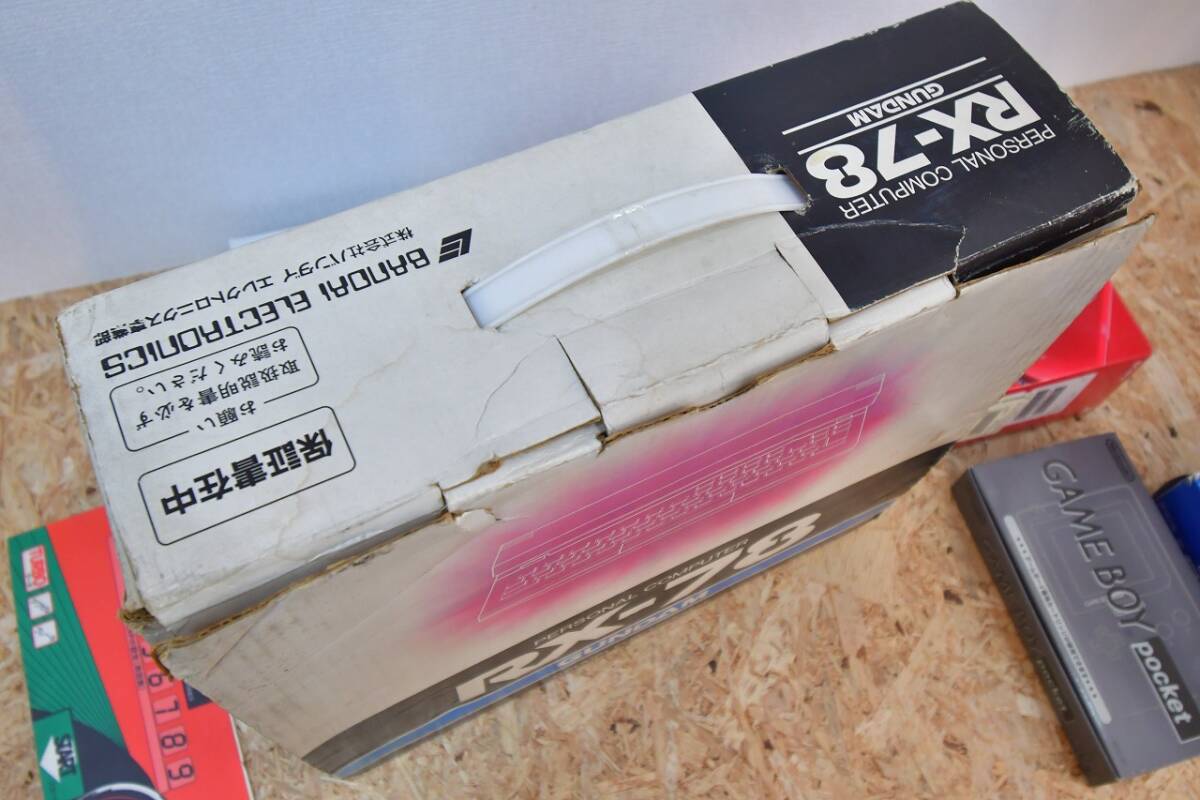 PERSONAL COMPUTER
RX-78
GUNDAM
BANDAI ELECTRONICS
株式会社バンダイ エレクトロニクス事業部
お願い
取扱説明書を必ず
お読みください。
保証書在中
PERSONAL COMPUTER
RX-78
GUNDAM
GAME BOY
pocket
TURBO
6 7 8 9
START